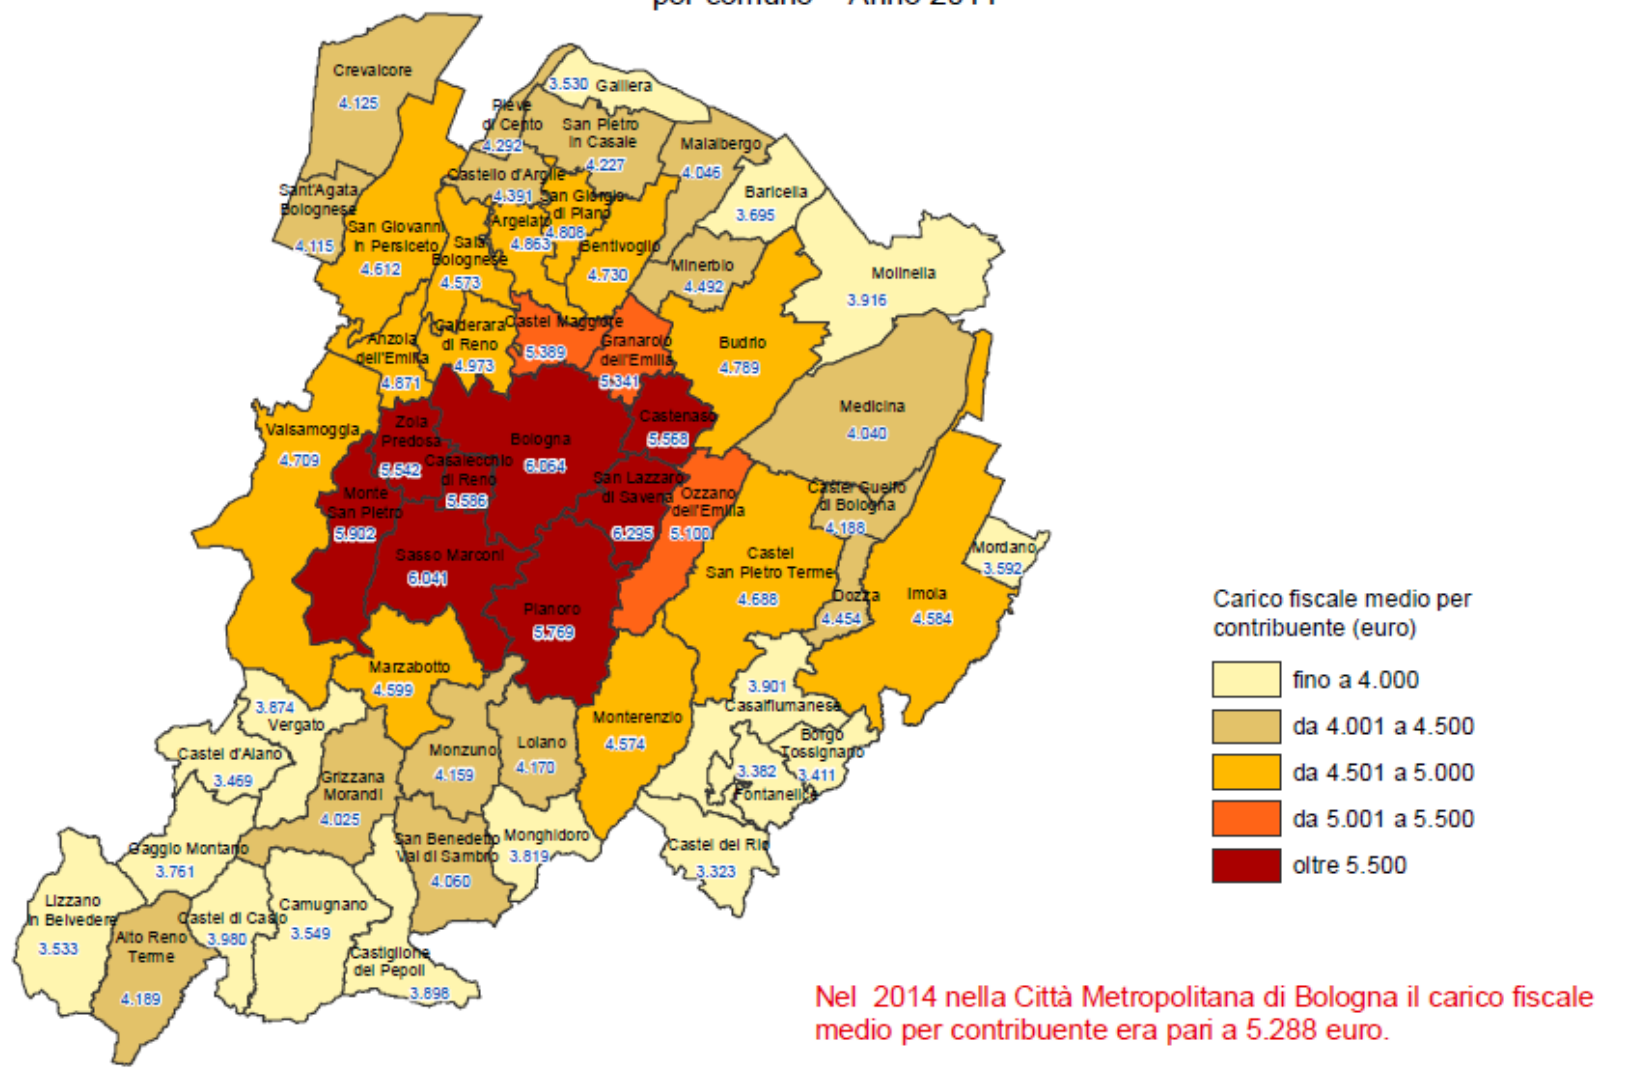 per comune - Anno 2014
Crevalcore
4.125
3.530 Galliera
Pieve
di Cento
4.292
San Pietro
in Casale
4.227
Malalbergo
4.046
Baricella
3.695
Sant'Agata
Bolognese
4.115
Castello d'Argile
4.391
San Giorgio
di Piano
4.808
Argelato
4.863
San Giovanni
in Persiceto
4.612
Sala
Bolognese
4.573
Bentivoglio
4.730
Minerbio
4.492
Molinella
3.916
Castel Maggiore
5.389
Granarolo
dell'Emilia
5.341
Calderara
di Reno
4.973
Anzola
dell'Emilia
4.871
Budrio
4.789
Medicina
4.040
Valsamoggia
4.709
Zola
Predosa
5.542
Casalecchio
di Reno
5.586
Bologna
6.064
Castenaso
5.568
Monte
San Pietro
5.902
San Lazzaro
di Savena
6.295
Ozzano
dell'Emilia
5.100
Castel Guelfo
di Bologna
4.188
Sasso Marconi
6.041
Castel
San Pietro Terme
4.688
Mordano
3.592
Dozza
4.454
Imola
4.584
Pianoro
5.769
Marzabotto
4.599
3.901
Casalfiumanese
3.874
Vergato
Monterenzio
4.574
Borgo
Tossignano
3.411
3.382
Fontanelice
Castel d'Aiano
3.469
Monzuno
4.159
Loiano
4.170
Grizzana
Morandi
4.025
San Benedetto
Val di Sambro
4.060
Monghidoro
3.819
Castel del Rio
3.323
Gaggio Montano
3.761
Lizzano
in Belvedere
3.533
Alto Reno
Terme
4.189
Castel di Casio
3.980
Camugnano
3.549
Castiglione
dei Pepoli
3.898
Carico fiscale medio per
contribuente (euro)
fino a 4.000
da 4.001 a 4.500
da 4.501 a 5.000
da 5.001 a 5.500
oltre 5.500
Nel 2014 nella Città Metropolitana di Bologna il carico fiscale
medio per contribuente era pari a 5.288 euro.